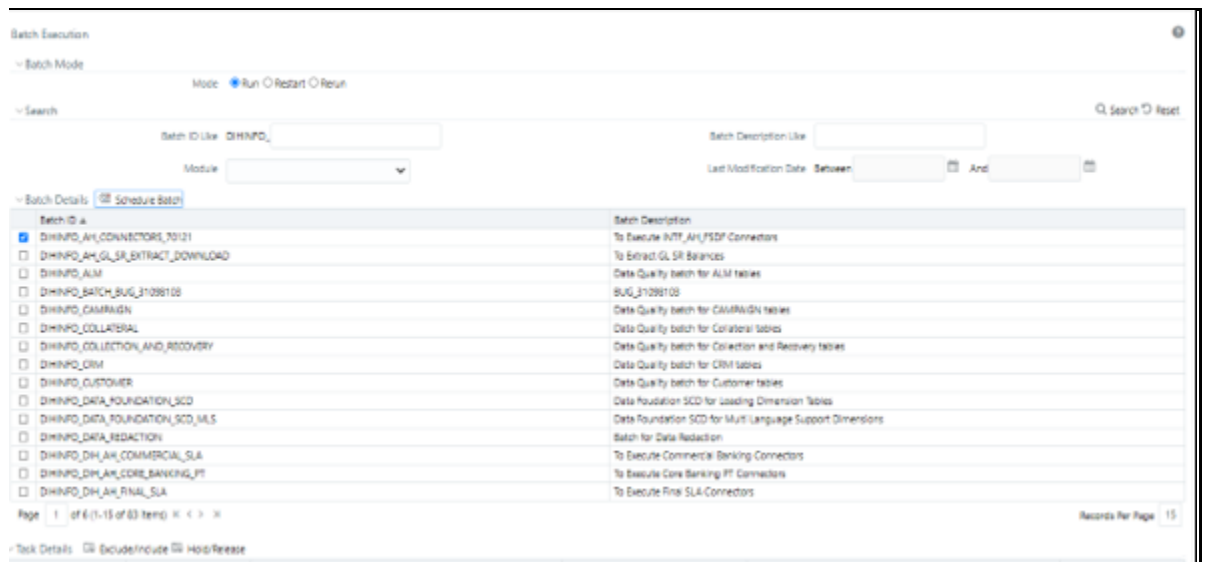 Batch Execution
Batch Mode
Mode Run Restart Rerun
Search Search Reset
Batch ID Like DIHINFO_ Batch Description Like
Module Last Modification Date Between And
Batch Details Schedule Batch
Batch ID Batch Description
DIHINFO_AH_CONNECTORS_70121 To Execute INTF_AH_FSDF Connectors
DIHINFO_AH_GL_SR_EXTRACT_DOWNLOAD To Extract GL SR Balances
DIHINFO_ALM Data Quality batch for ALM tables
DIHINFO_BATCH_BUG_31098103 BUG_31098103
DIHINFO_CAMPAIGN Data Quality batch for CAMPAIGN tables
DIHINFO_COLLATERAL Data Quality batch for Collateral tables
DIHINFO_COLLECTION_AND_RECOVERY Data Quality batch for Collection and Recovery tables
DIHINFO_CRM Data Quality batch for CRM tables
DIHINFO_CUSTOMER Data Quality batch for Customer tables
DIHINFO_DATA_FOUNDATION_SCD Data Foudation SCD for Loading Dimension Tables
DIHINFO_DATA_FOUNDATION_SCD_MLS Data Foundation SCD for Multi Language Support Dimensions
DIHINFO_DATA_REDACTION Batch for Data Redaction
DIHINFO_DIH_AH_COMMERCIAL_SLA To Execute Commercial Banking Connectors
DIHINFO_DIH_AH_CORE_BANKING_PT To Execute Core Banking PT Connectors
DIHINFO_DIH_AH_FINAL_SLA To Execute Final SLA Connectors
Page 1 of 6 (1-15 of 83 items) Records Per Page 15
Task Details Exclude/Include Hold/Release